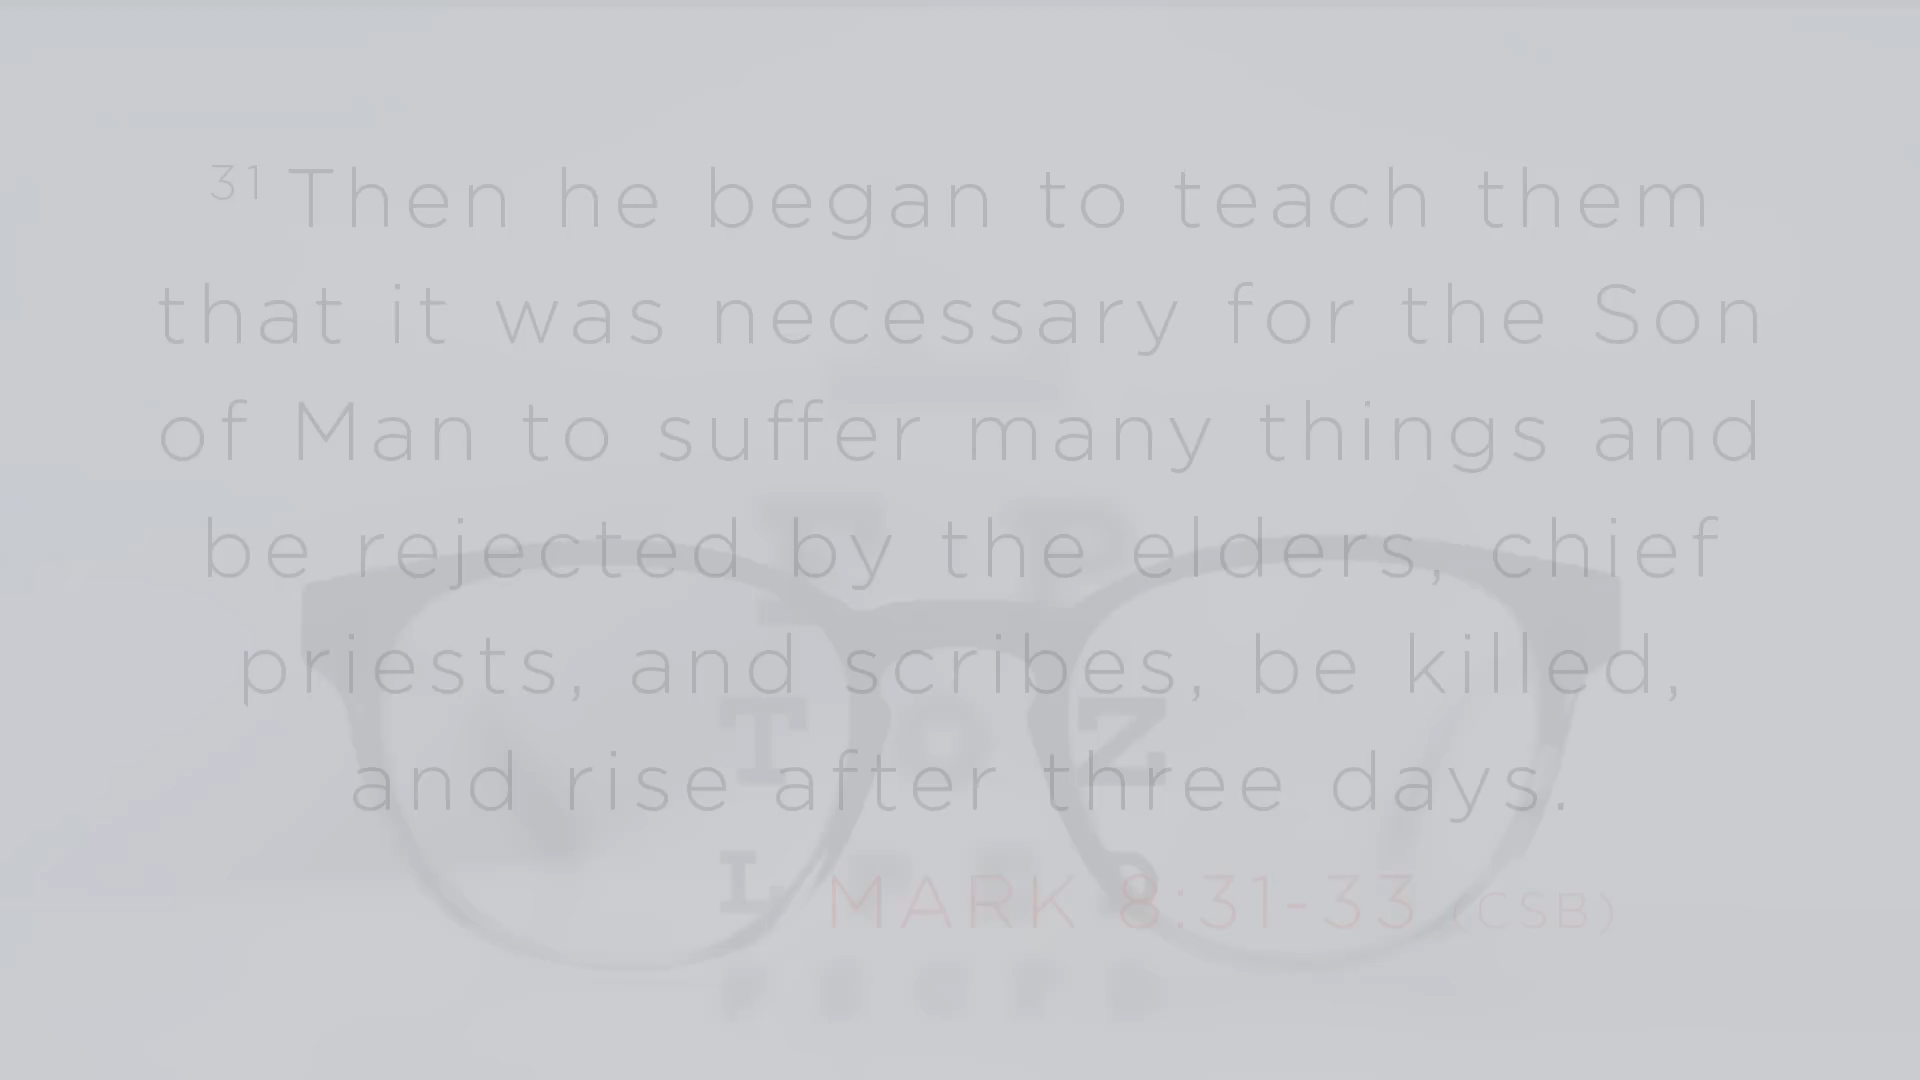 31 Then he began to teach them
that it was necessary for the Son
of Man to suffer many things and
be rejected by the elders, chief
priests, and scribes, be killed,
and rise after three days.
MARK 8:31-33 (CSB)
F P
T O Z
L P E D
P E C F D